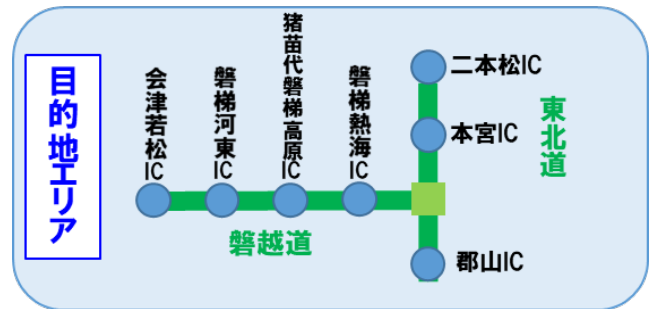 目的地エリア
会津若松IC
磐梯河東IC
猪苗代磐梯高原IC
磐梯熱海IC
二本松IC
本宮IC
郡山IC
東北道
磐越道